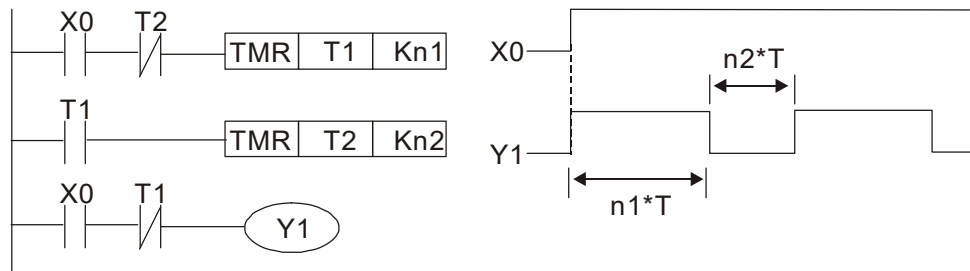 X0 T2
TMR T1 Kn1
T1
TMR T2 Kn2
X0 T1
Y1
X0
n2*T
Y1
n1*T